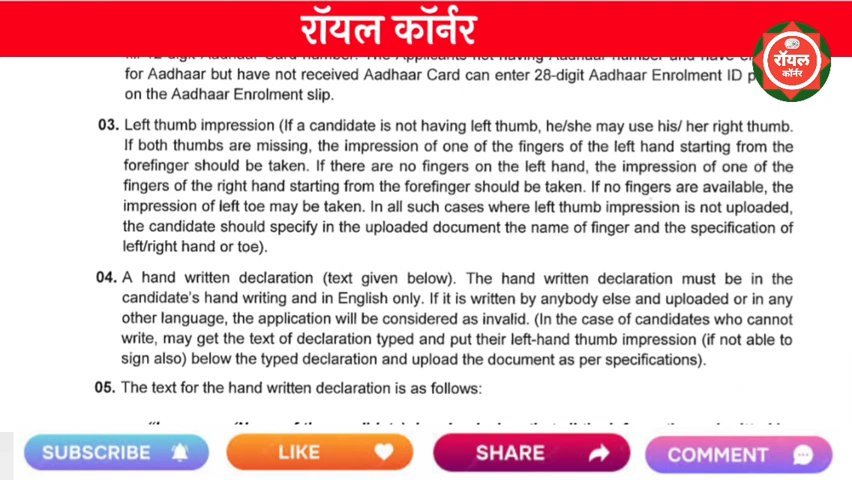 रॉयल कॉर्नर
रॉयल
कॉर्नर
for Aadhaar but have not received Aadhaar Card can enter 28-digit Aadhaar Enrolment ID
on the Aadhaar Enrolment slip.
03. Left thumb impression (If a candidate is not having left thumb, he/she may use his/ her right thumb.
If both thumbs are missing, the impression of one of the fingers of the left hand starting from the
forefinger should be taken. If there are no fingers on the left hand, the impression of one of the
fingers of the right hand starting from the forefinger should be taken. If no fingers are available, the
impression of left toe may be taken. In all such cases where left thumb impression is not uploaded,
the candidate should specify in the uploaded document the name of finger and the specification of
left/right hand or toe).
04. A hand written declaration (text given below). The hand written declaration must be in the
candidate's hand writing and in English only. If it is written by anybody else and uploaded or in any
other language, the application will be considered as invalid. (In the case of candidates who cannot
write, may get the text of declaration typed and put their left-hand thumb impression (if not able to
sign also) below the typed declaration and upload the document as per specifications).
05. The text for the hand written declaration is as follows:
SUBSCRIBE
LIKE
SHARE
COMMENT